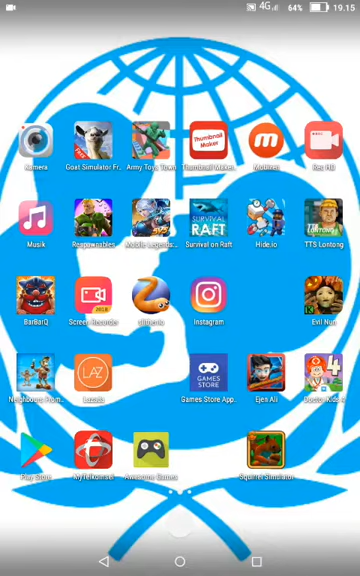 4G 64% 19.15
Thumbnail Maker
Kamera Goat Simulator Fr.. Army Toys Town Thumbnail Maker.. Mobizen Rec HD
SURVIVAL RAFT LONTONG
Musik Respawnables Mobile Legends:.. Survival on Raft Hide.io TTS Lontong
2018
BarBarQ Screen Recorder slither.io Instagram Evil Nun
LAZ GAMES STORE 4
Neighbours From.. Lazada Games Store App.. Ejen Ali Doctor Kids 4
Play Store MyTelkomsel Awesome Games Squirrel Simulator